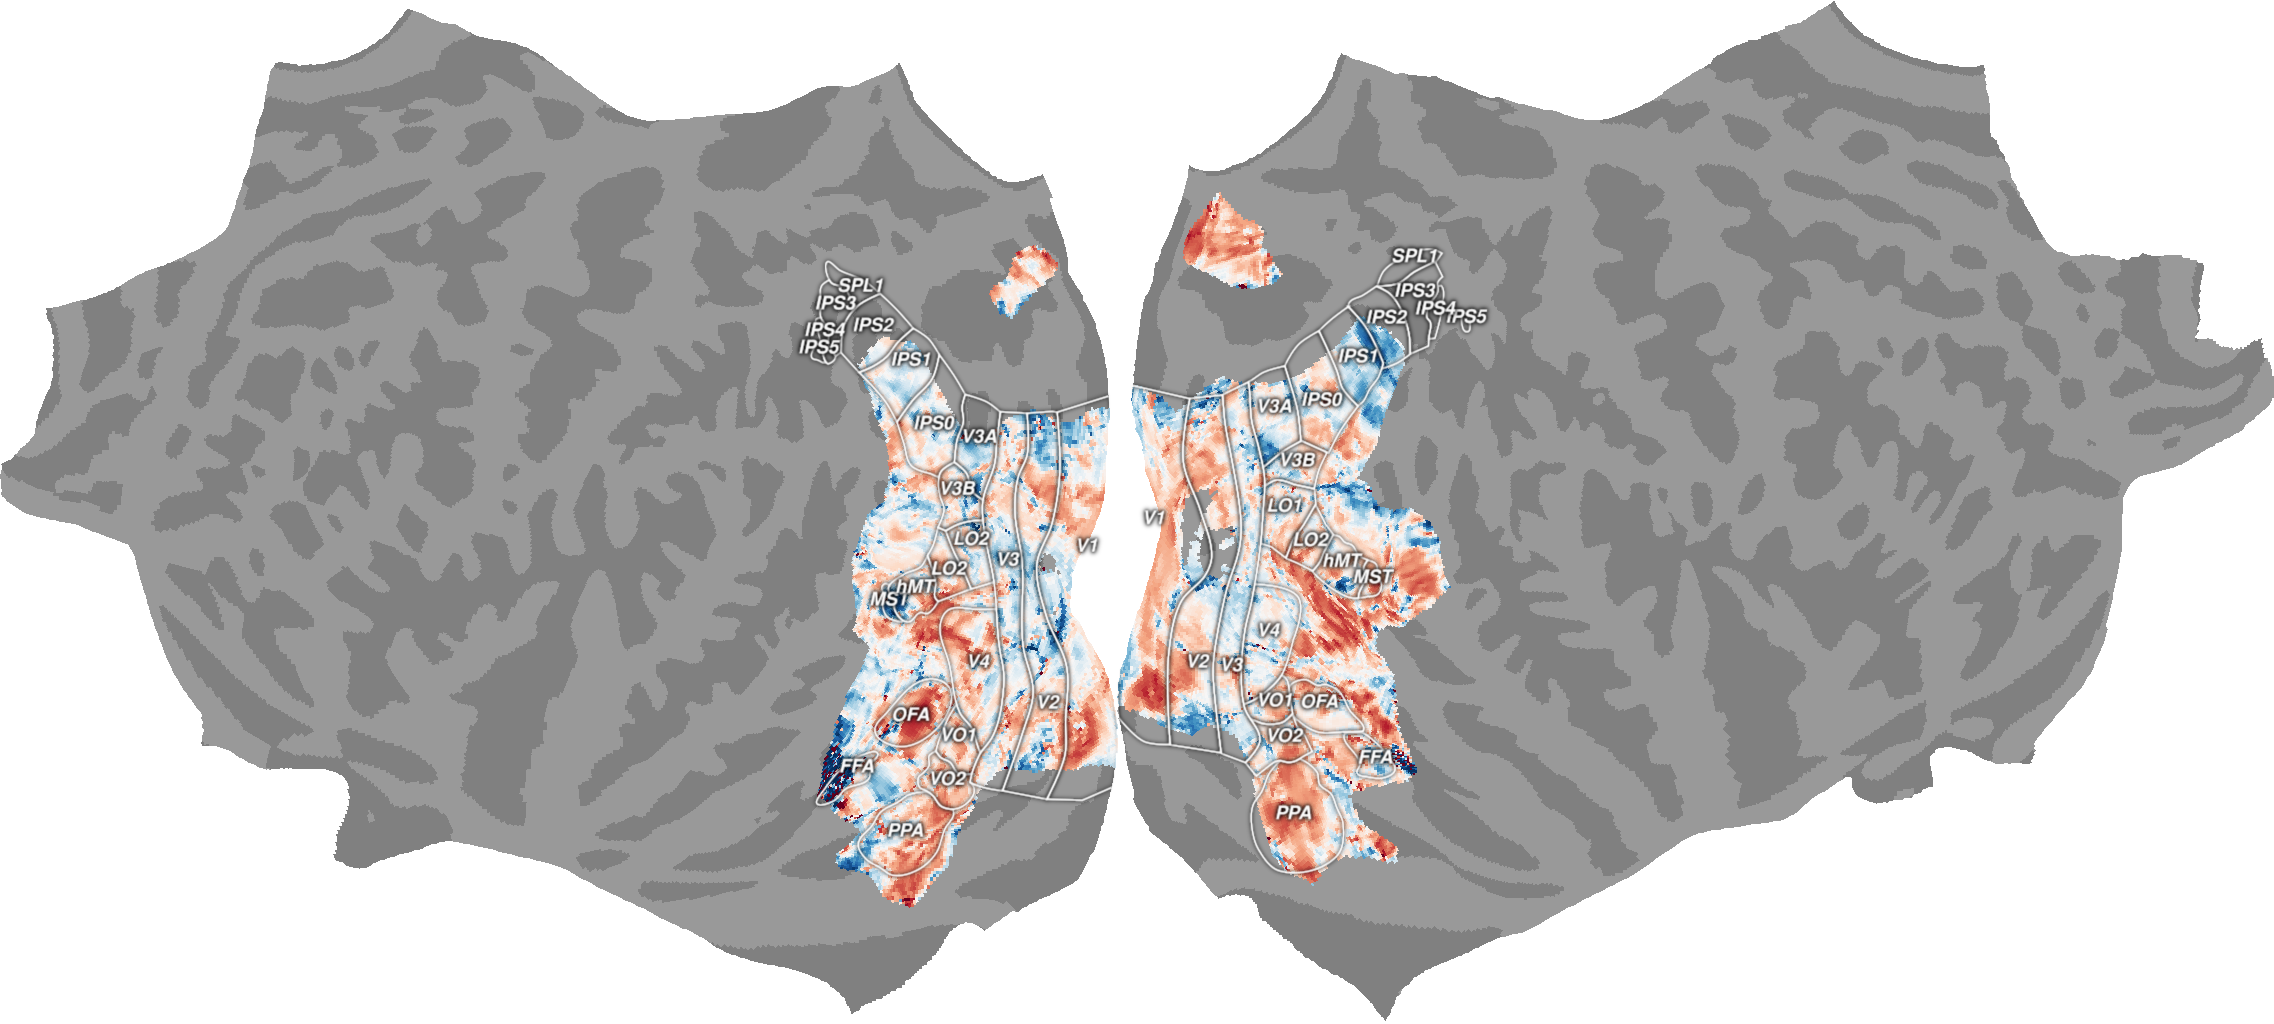 SPL1
IPS3
IPS2
IPS4
IPS5
IPS1
IPS0
V3A
V3B
LO2
LO2
V3
V1
hMT
MST
V4
V2
OFA
VO1
FFA
VO2
PPA
SPL1
IPS3
IPS4
IPS5
IPS2
IPS1
IPS0
V3A
V3B
LO1
V1
LO2
hMT
MST
V4
V2
V3
VO1
OFA
VO2
FFA
PPA